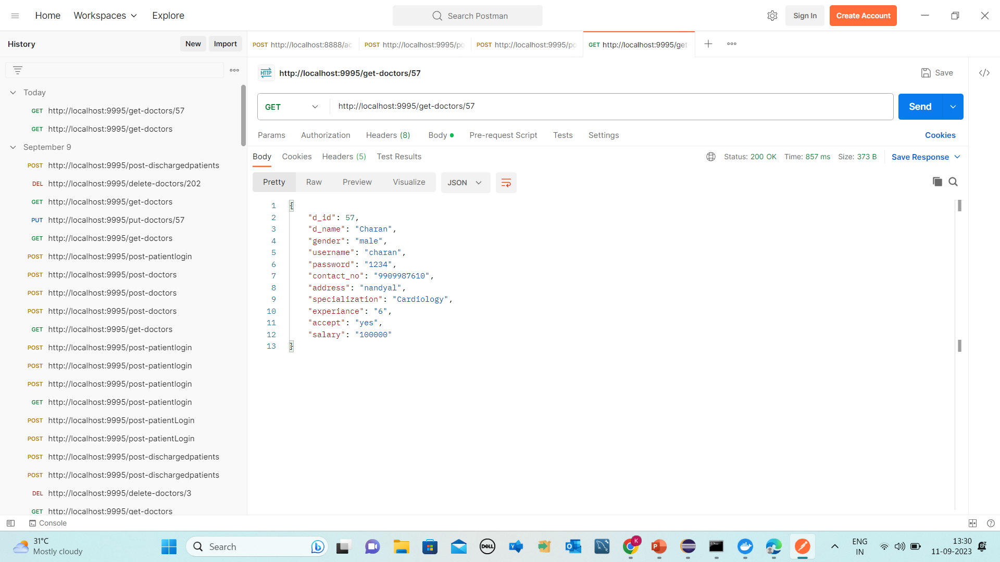 Home Workspaces Explore Search Postman Sign In Create Account
History New Import POST http://localhost:8888/ac POST http://localhost:9995/po POST http://localhost:9995/po GET http://localhost:9995/get
HTTP http://localhost:9995/get-doctors/57 Save </>
Today
GET http://localhost:9995/get-doctors/57
GET http://localhost:9995/get-doctors
September 9
POST http://localhost:9995/post-dischargedpatients
DEL http://localhost:9995/delete-doctors/202
GET http://localhost:9995/get-doctors
PUT http://localhost:9995/put-doctors/57
GET http://localhost:9995/get-doctors
POST http://localhost:9995/post-patientlogin
POST http://localhost:9995/post-doctors
POST http://localhost:9995/post-doctors
POST http://localhost:9995/post-doctors
GET http://localhost:9995/get-doctors
POST http://localhost:9995/post-patientlogin
POST http://localhost:9995/post-patientlogin
POST http://localhost:9995/post-patientlogin
GET http://localhost:9995/post-patientlogin
POST http://localhost:9995/post-patientLogin
POST http://localhost:9995/post-patientLogin
POST http://localhost:9995/post-dischargedpatients
POST http://localhost:9995/post-dischargedpatients
DEL http://localhost:9995/delete-doctors/3
GET http://localhost:9995/get-doctors
GET http://localhost:9995/get-doctors/57 Send
Params Authorization Headers (8) Body Pre-request Script Tests Settings Cookies
Body Cookies Headers (5) Test Results Status: 200 OK Time: 857 ms Size: 373 B Save Response
Pretty Raw Preview Visualize JSON
1 {
2 "d_id": 57,
3 "d_name": "Charan",
4 "gender": "male",
5 "username": "charan",
6 "password": "1234",
7 "contact_no": "9909987610",
8 "address": "nandyal",
9 "specialization": "Cardiology",
10 "experiance": "6",
11 "accept": "yes",
12 "salary": "100000"
13 }
Console
31°C
Mostly cloudy
Search
DELL
K
P
ENG
IN
13:30
11-09-2023